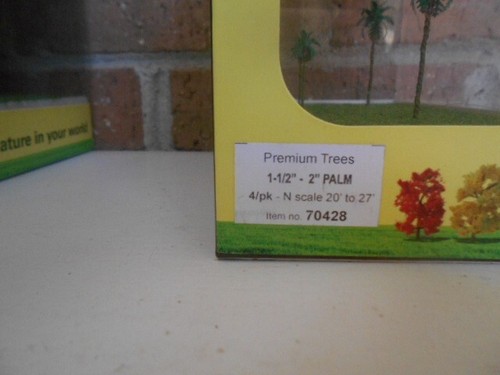 ature in your world
Premium Trees
1-1/2" - 2" PALM
4/pk - N scale 20' to 27'
Item no. 70428